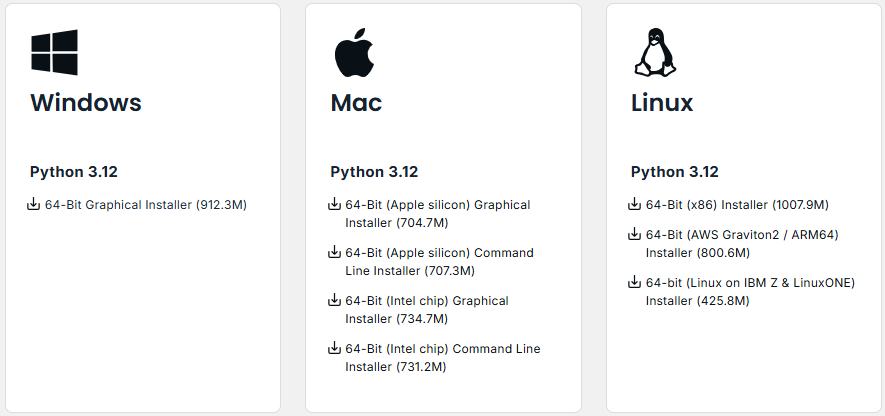 Windows
Python 3.12
64-Bit Graphical Installer (912.3M)
Mac
Python 3.12
64-Bit (Apple silicon) Graphical
Installer (704.7M)
64-Bit (Apple silicon) Command
Line Installer (707.3M)
64-Bit (Intel chip) Graphical
Installer (734.7M)
64-Bit (Intel chip) Command Line
Installer (731.2M)
Linux
Python 3.12
64-Bit (x86) Installer (1007.9M)
64-Bit (AWS Graviton2 / ARM64)
Installer (800.6M)
64-bit (Linux on IBM Z & LinuxONE)
Installer (425.8M)